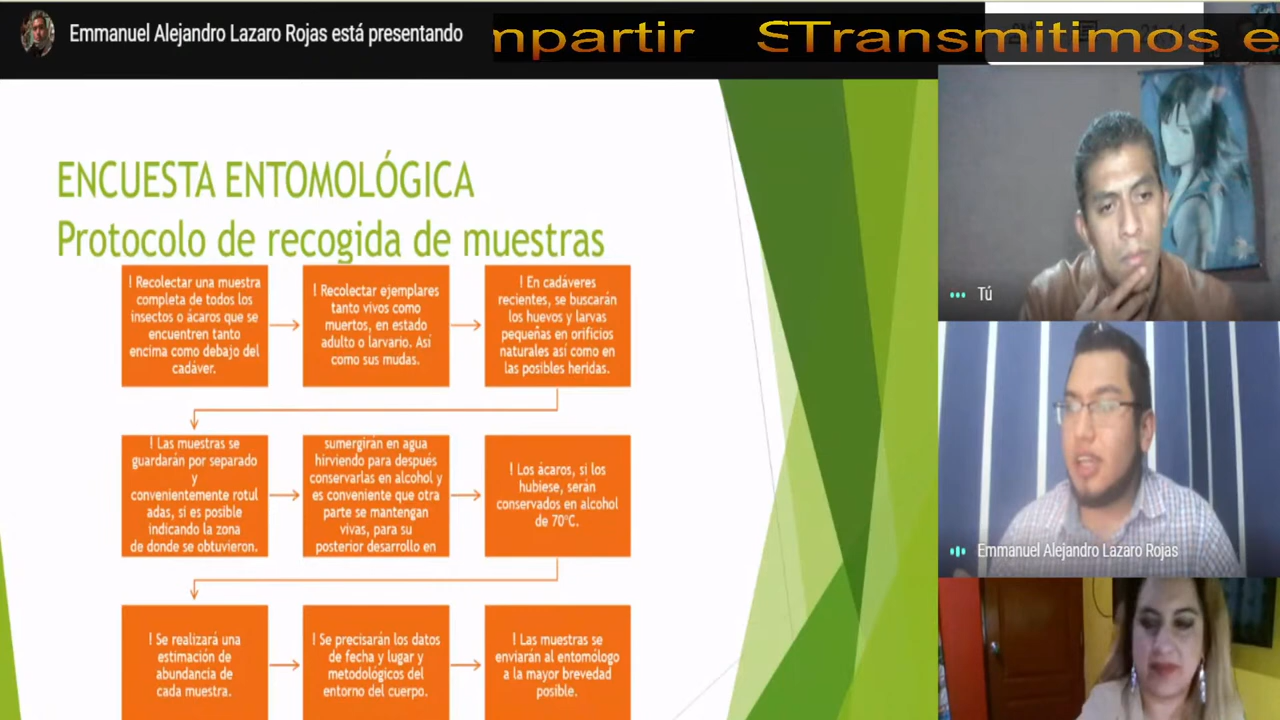 Emmanuel Alejandro Lazaro Rojas está presentando
mpartir STransmitimos e
ENCUESTA ENTOMOLÓGICA
Protocolo de recogida de muestras
! Recolectar una muestra
completa de todos los
insectos o ácaros que se
encuentren tanto
encima como debajo del
cadáver.
! Recolectar ejemplares
tanto vivos como
muertos, en estado
adulto o larvario. Así
como sus mudas.
! En cadáveres
recientes, se buscarán
los huevos y larvas
pequeñas en orificios
naturales así como en
las posibles heridas.
! Las muestras se
guardarán por separado
y
convenientemente rotul
adas, si es posible
indicando la zona
de donde se obtuvieron.
sumergirán en agua
hirviendo para después
conservarlas en alcohol y
es conveniente que otra
parte se mantengan
vivas, para su
posterior desarrollo en
! Los ácaros, si los
hubiese, serán
conservados en alcohol
de 70°C.
! Se realizará una
estimación de
abundancia de
cada muestra.
! Se precisarán los datos
de fecha y lugar y
metodológicos del
entorno del cuerpo.
! Las muestras se
enviarán al entomólogo
a la mayor brevedad
posible.
Tú
Emmanuel Alejandro Lazaro Rojas